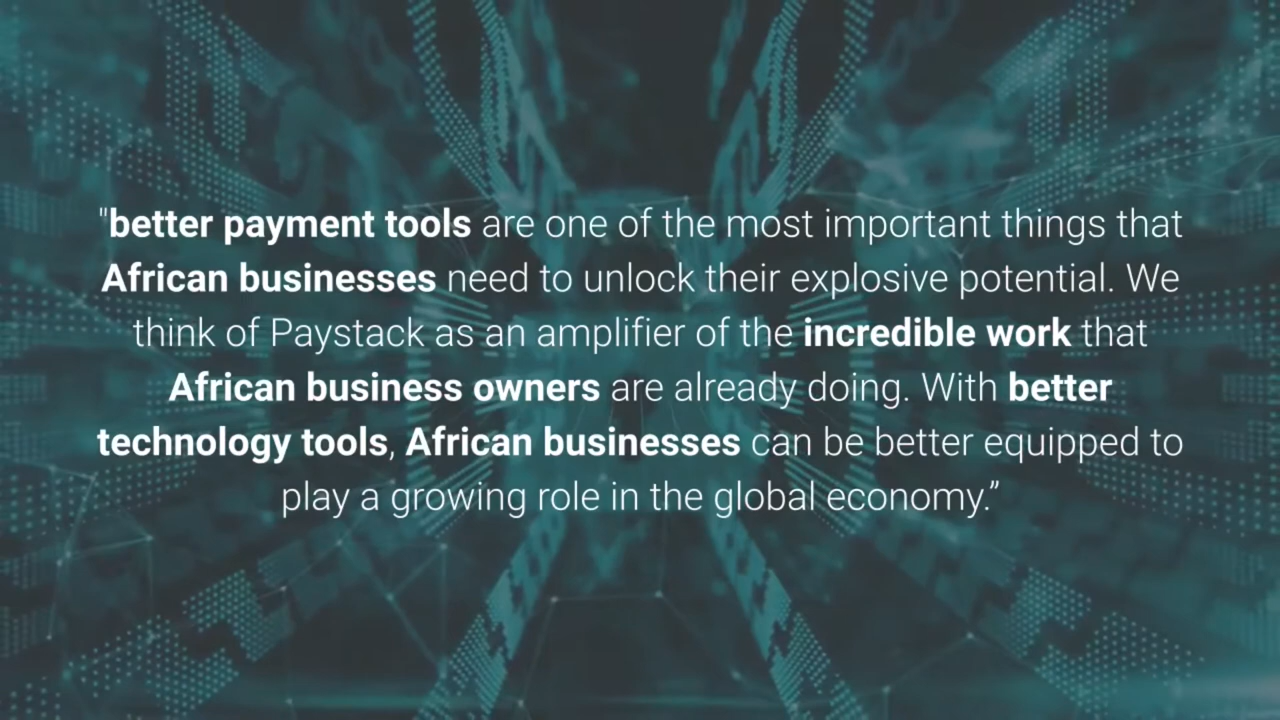 "better payment tools are one of the most important things that
African businesses need to unlock their explosive potential. We
think of Paystack as an amplifier of the incredible work that
African business owners are already doing. With better
technology tools, African businesses can be better equipped to
play a growing role in the global economy.”